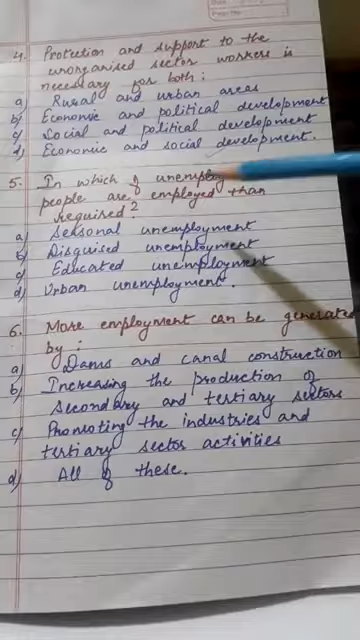 4. Protection and support to the
unorganised sector workers is
necessary for both:
a) Rural and urban areas
b) Economic and political development
c) Social and political development
d) Economic and social development.
5. In which of unemploy
people are employed than
required?
a) Seasonal unemployment
b) Disguised unemployment
c) Educated unemployment
d) Urban unemployment.
6. More employment can be generated
by:
a) Dams and canal construction
b) Increasing the production of
secondary and tertiary sectors
c) Promoting the industries and
tertiary sector activities
d) All of these.